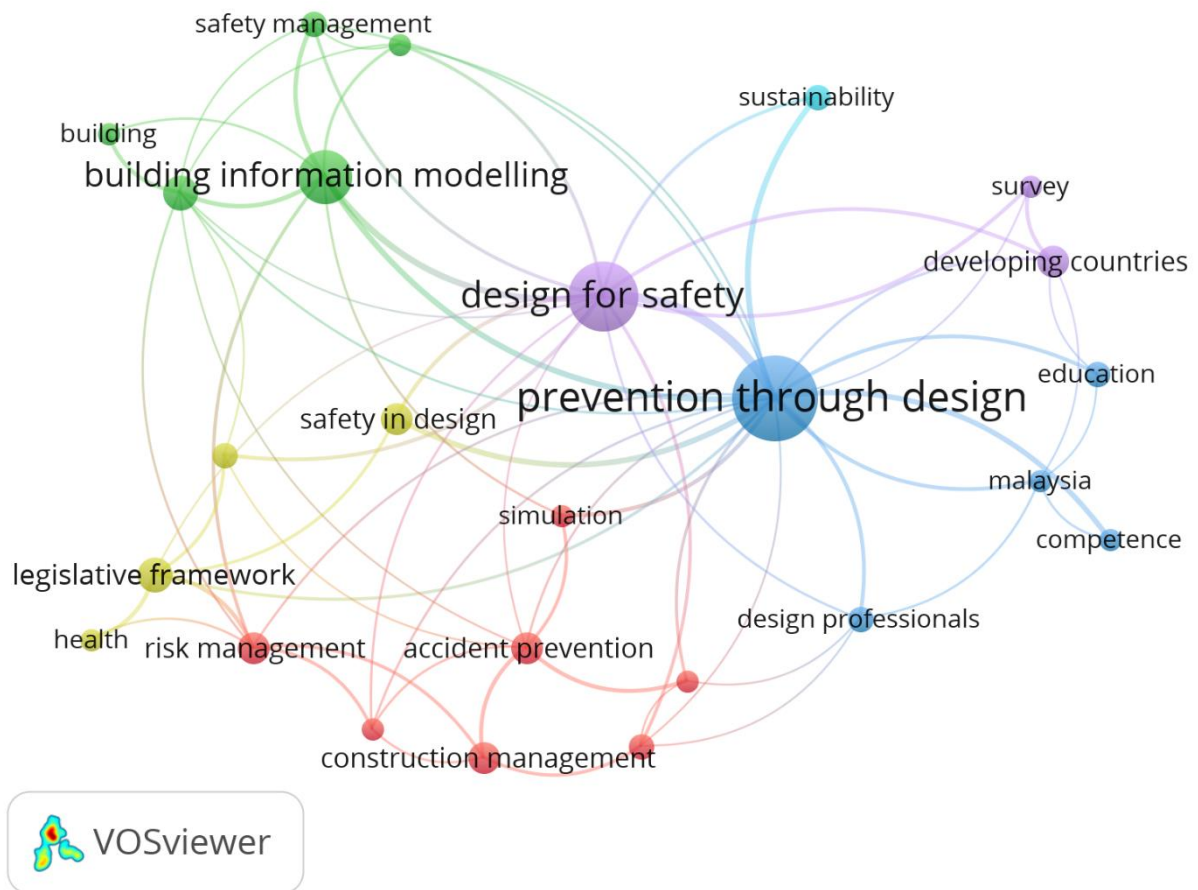 safety management
sustainability
building
building information modelling
survey
developing countries
design for safety
education
prevention through design
safety in design
malaysia
simulation
competence
legislative framework
design professionals
health
risk management
accident prevention
construction management
VOSviewer